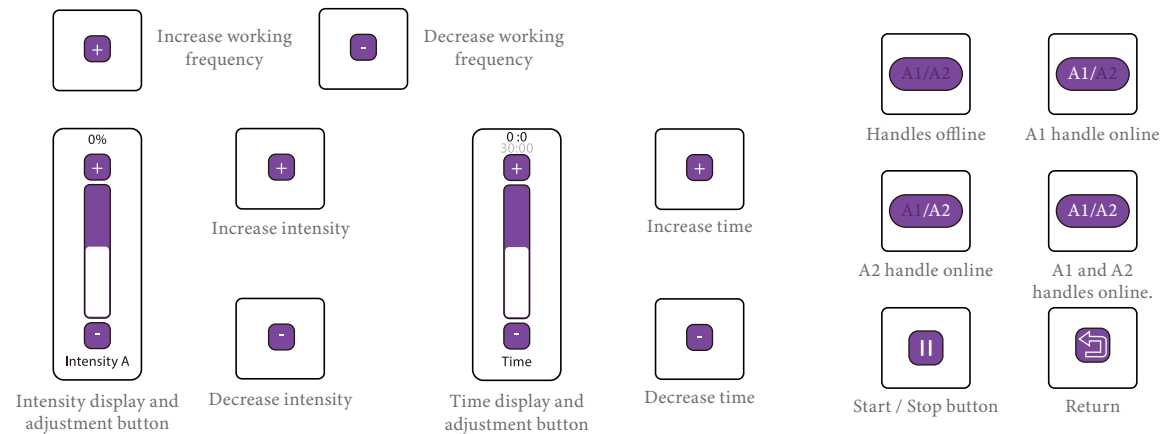 +
Increase working
frequency
-
Decrease working
frequency
0%
+
-
Intensity A
Intensity display and
adjustment button
+
Increase intensity
-
Decrease intensity
0 :0
30:00
+
-
Time
Time display and
adjustment button
+
Increase time
-
Decrease time
A1/A2
Handles offline
A1/A2
A1 handle online
A1/A2
A2 handle online
A1/A2
A1 and A2
handles online.
Start / Stop button
Return